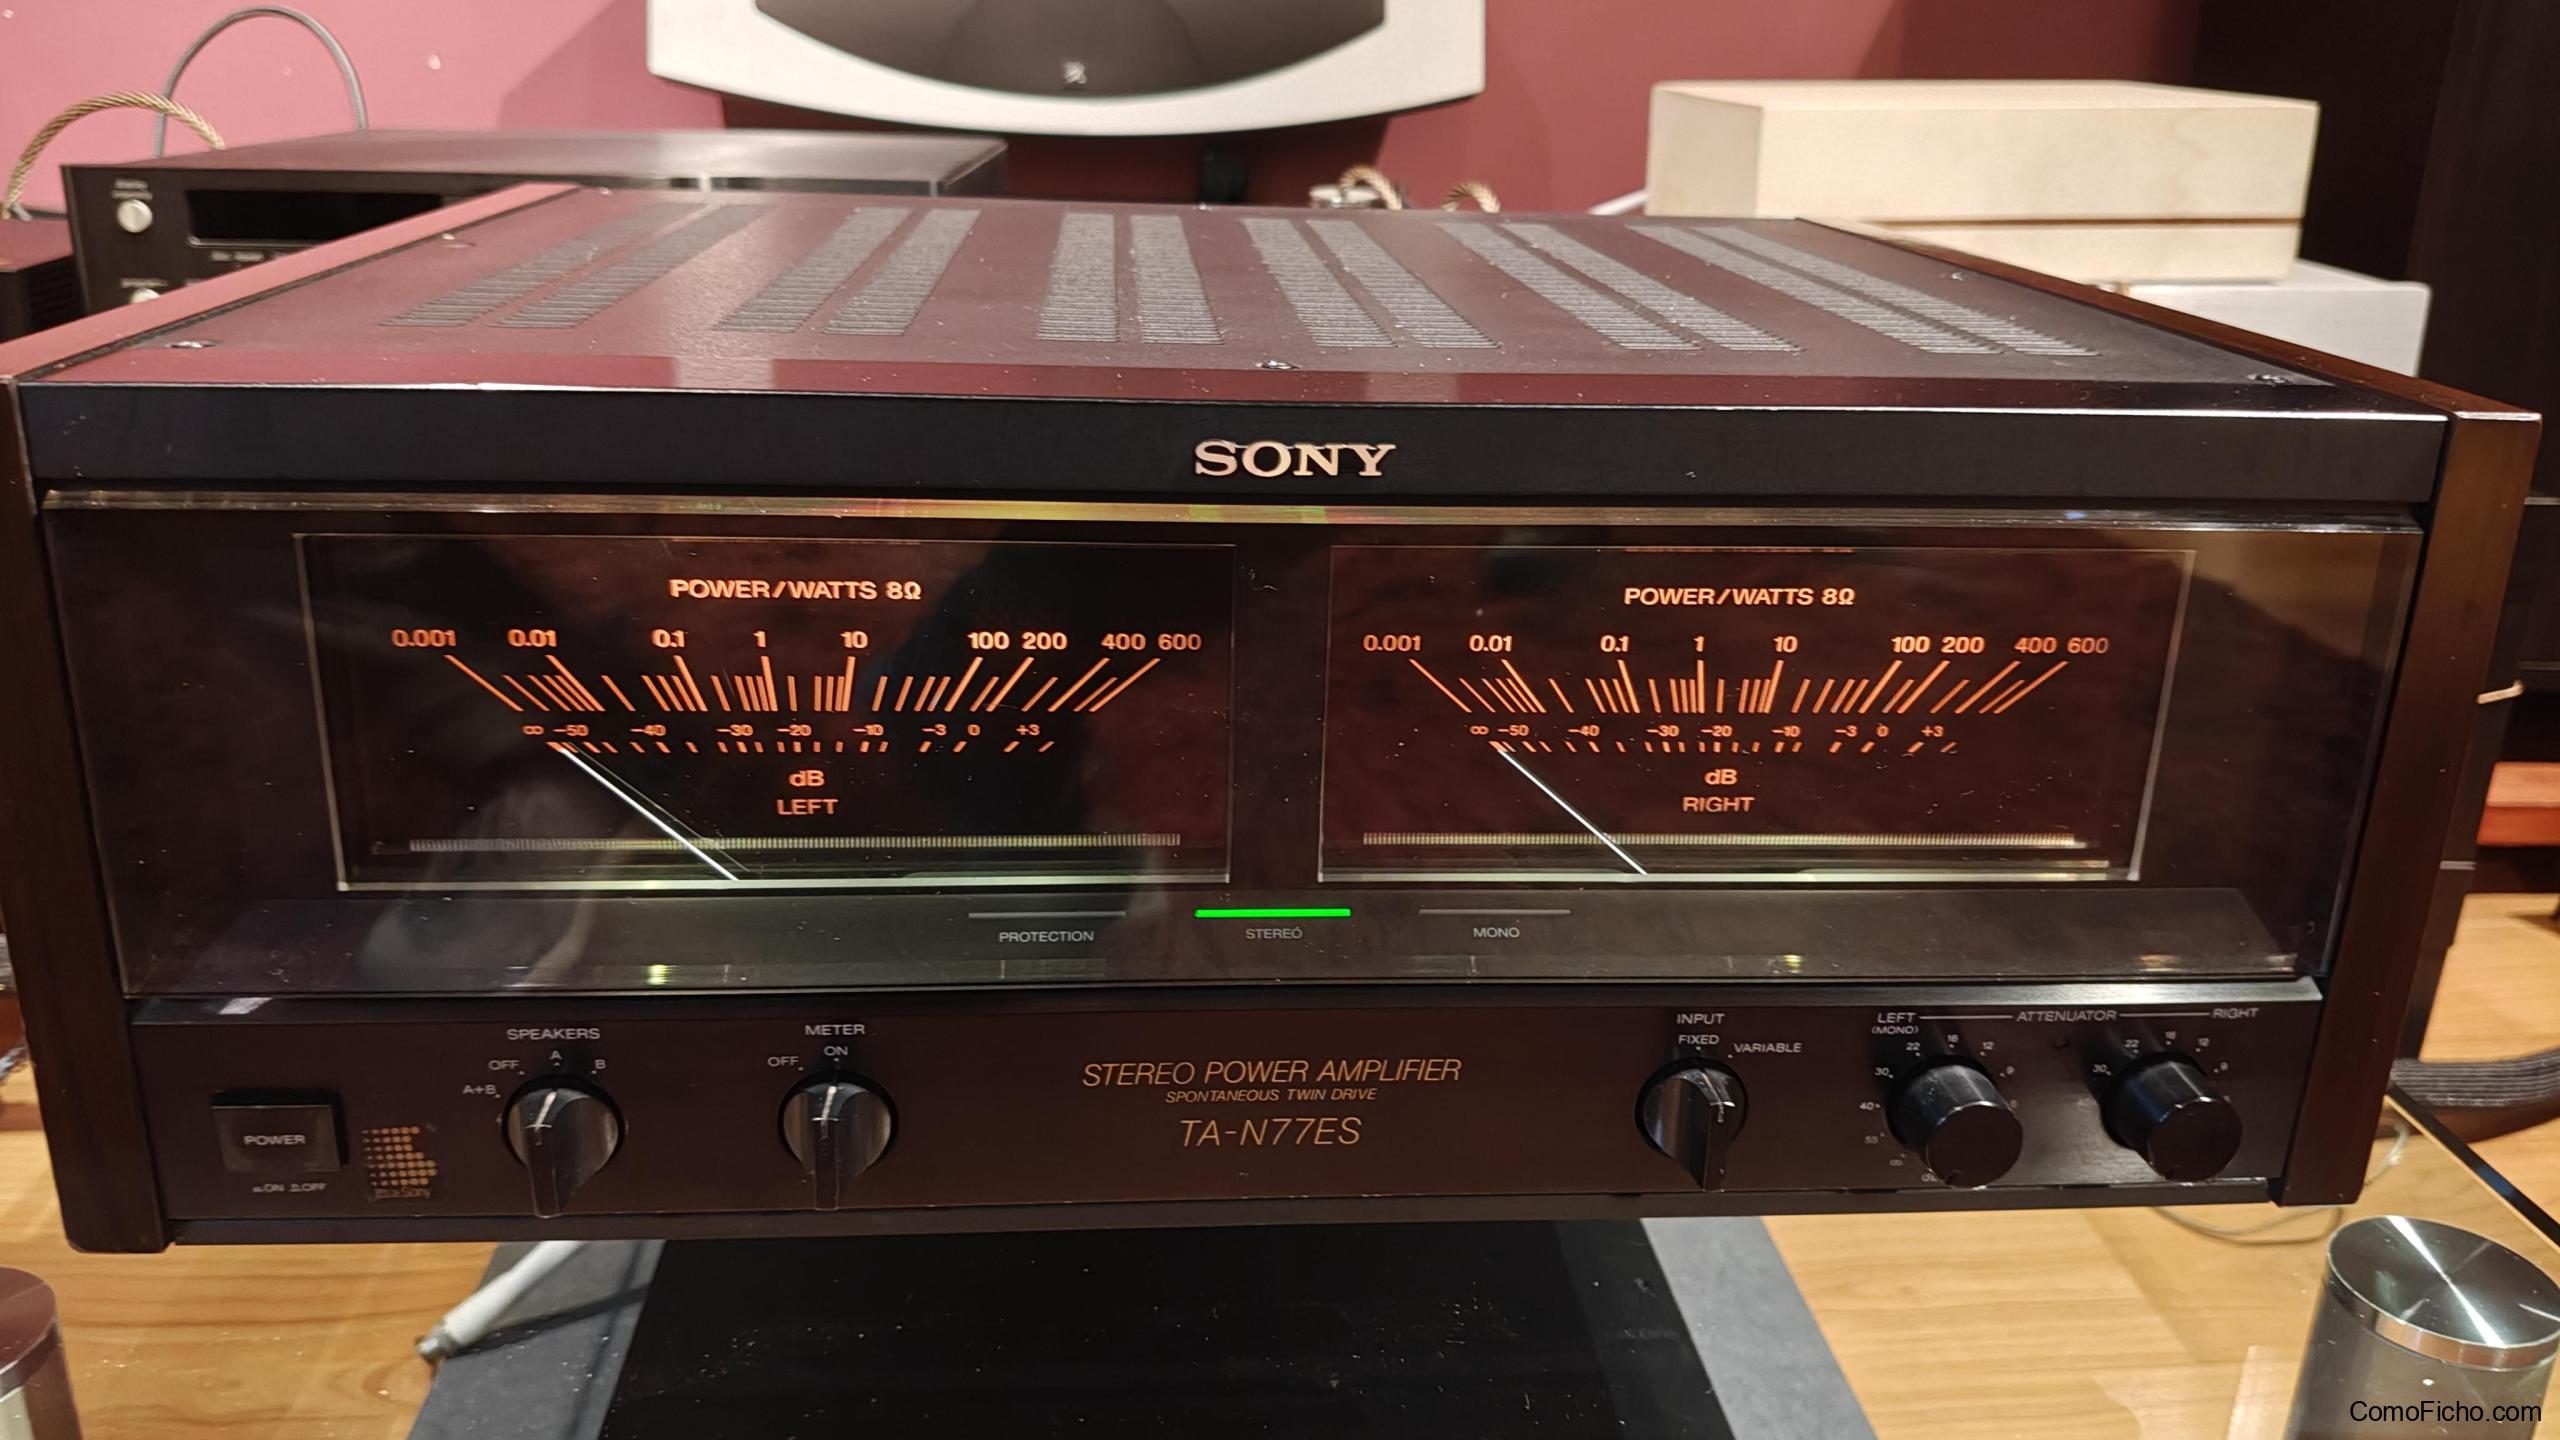 SONY
POWER/WATTS 8Ω
0.001 0.01 0.1 1 10 100 200 400 600
∞ -50 -40 -30 -20 -10 -3 0 +3
dB
LEFT
POWER/WATTS 8Ω
0.001 0.01 0.1 1 10 100 200 400 600
∞ -50 -40 -30 -20 -10 -3 0 +3
dB
RIGHT
PROTECTION STEREO MONO
POWER
ON OFF
SPEAKERS
A+B OFF A B
METER
OFF ON
STEREO POWER AMPLIFIER
SPONTANEOUS TWIN DRIVE
TA-N77ES
INPUT
FIXED VARIABLE
LEFT ATTENUATOR RIGHT
(MONO)
∞ 55 40 30 22 16 12 9 6
30 22 16 12 9
ComoFicho.com